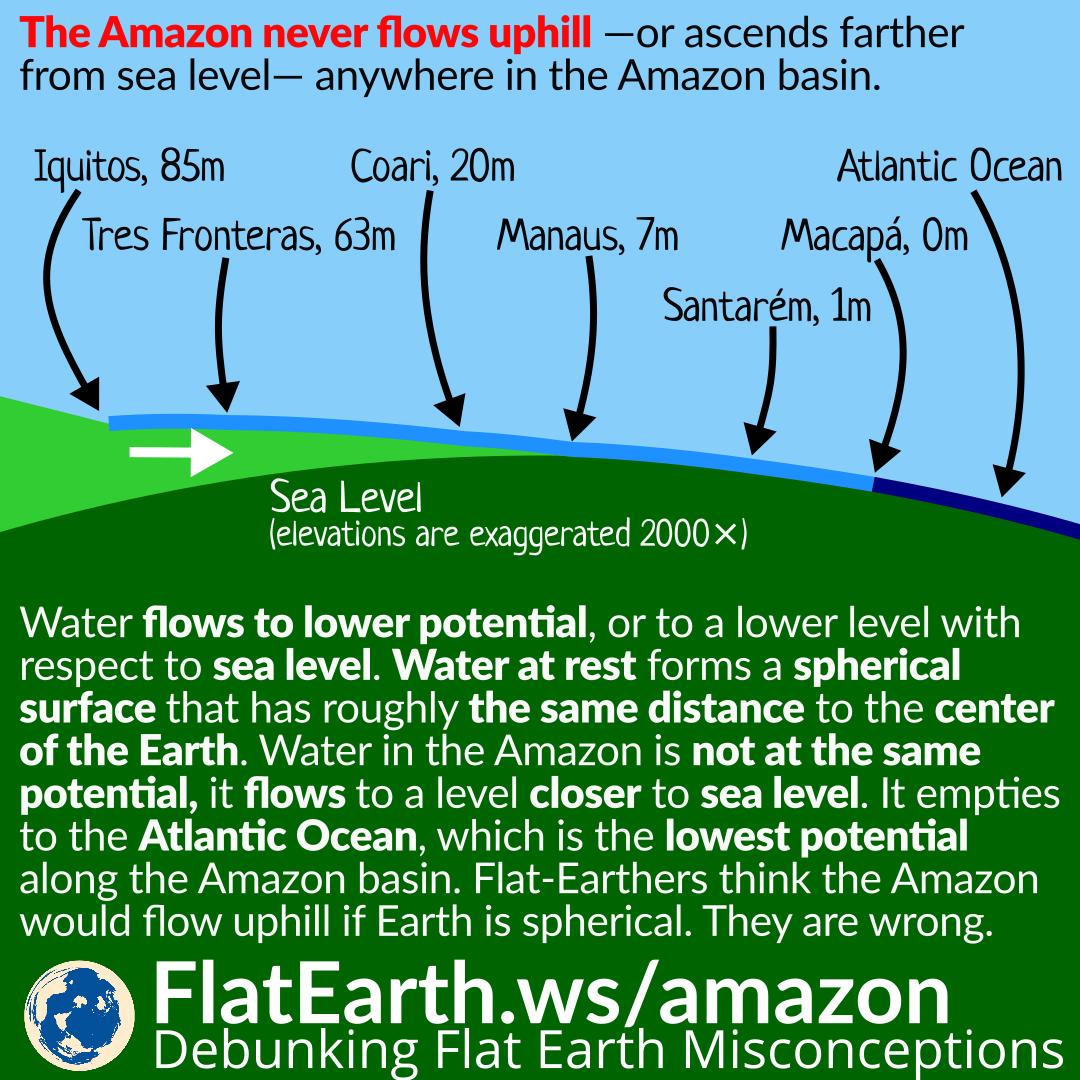 The Amazon never flows uphill —or ascends farther
from sea level— anywhere in the Amazon basin.
Iquitos, 85m
Coari, 20m
Atlantic Ocean
Tres Fronteras, 63m
Manaus, 7m
Macapá, 0m
Santarém, 1m
Sea Level
(elevations are exaggerated 2000×)
Water flows to lower potential, or to a lower level with
respect to sea level. Water at rest forms a spherical
surface that has roughly the same distance to the center
of the Earth. Water in the Amazon is not at the same
potential, it flows to a level closer to sea level. It empties
to the Atlantic Ocean, which is the lowest potential
along the Amazon basin. Flat-Earthers think the Amazon
would flow uphill if Earth is spherical. They are wrong.
FlatEarth.ws/amazon
Debunking Flat Earth Misconceptions